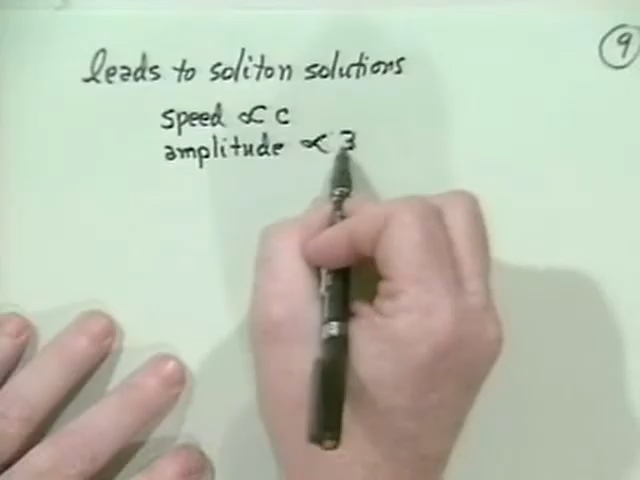 9
leads to soliton solutions
speed ∝ c
amplitude ∝ 3